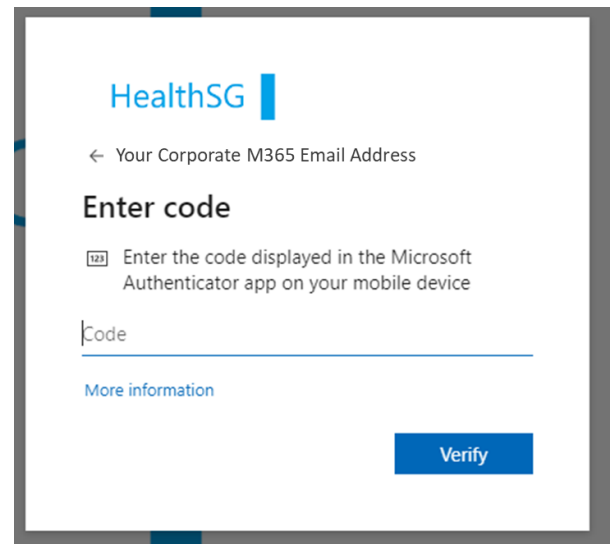 HealthSG
← Your Corporate M365 Email Address
Enter code
123 Enter the code displayed in the Microsoft
Authenticator app on your mobile device
Code
More information
Verify